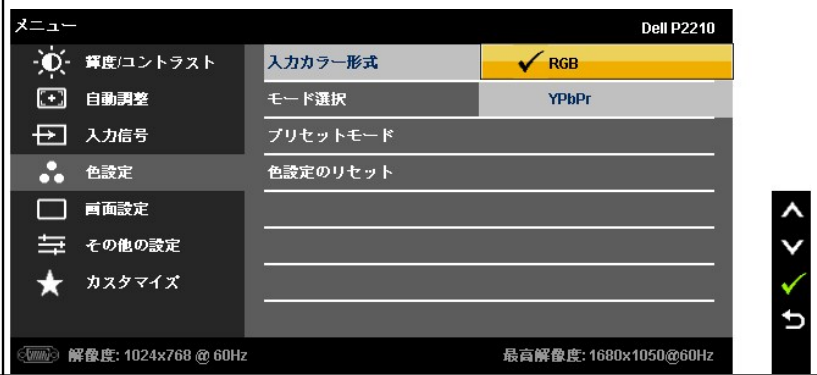 メニュー
Dell P2210
輝度/コントラスト
入力カラー形式
RGB
自動調整
モード選択
YPbPr
入力信号
プリセットモード
色設定
色設定のリセット
画面設定
その他の設定
カスタマイズ
解像度: 1024x768 @ 60Hz
最高解像度: 1680x1050@60Hz